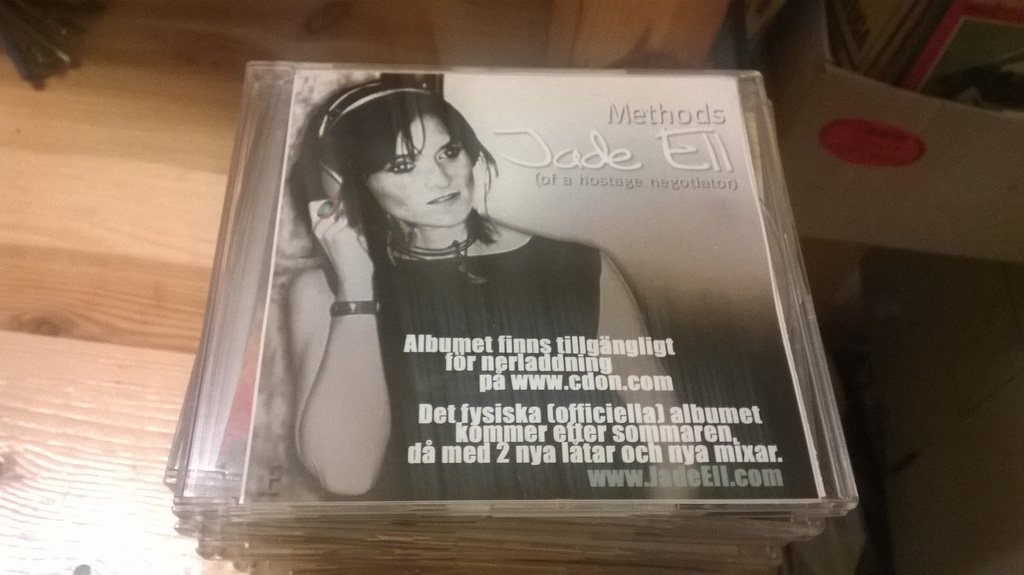 Methods
Jade Ell
(of a hostage negotiator)
Albumet finns tillgängligt
för nerladdning
på www.cdon.com
Det fysiska (officiella) albumet
kommer efter sommaren,
då med 2 nya låtar och nya mixar.
www.JadeEll.com